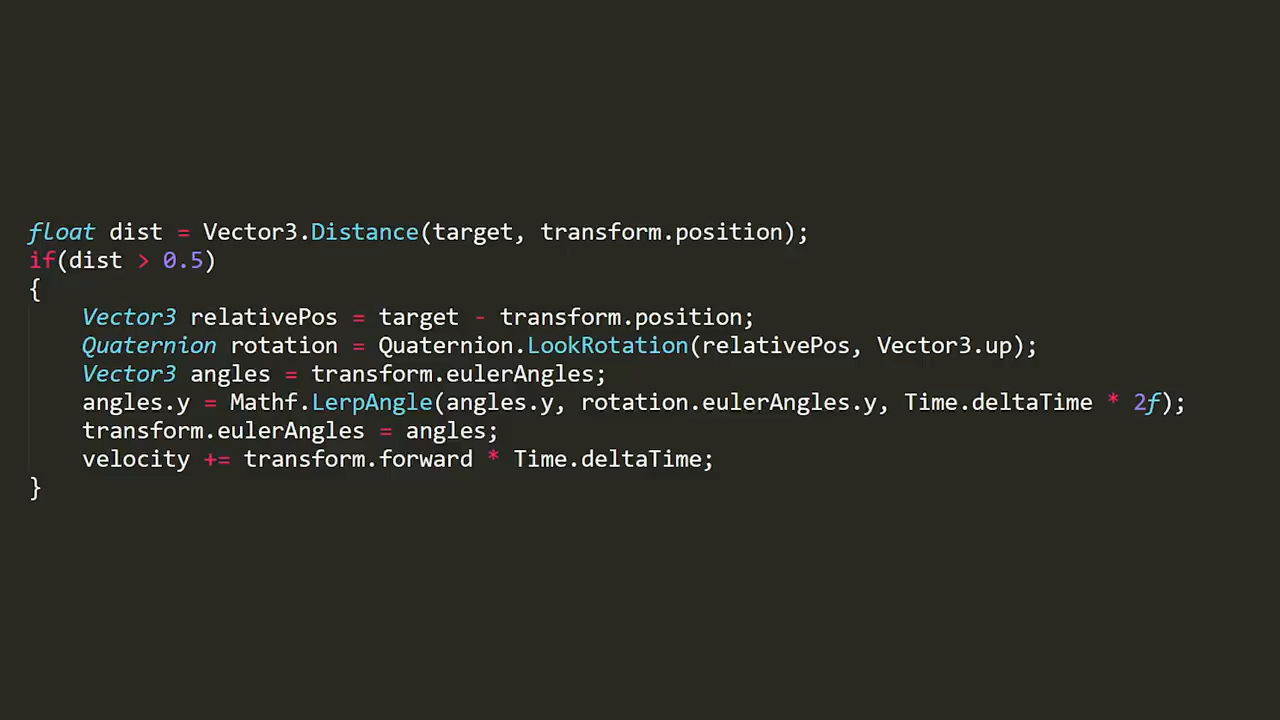 float dist = Vector3.Distance(target, transform.position);
if(dist > 0.5)
{
    Vector3 relativePos = target - transform.position;
    Quaternion rotation = Quaternion.LookRotation(relativePos, Vector3.up);
    Vector3 angles = transform.eulerAngles;
    angles.y = Mathf.LerpAngle(angles.y, rotation.eulerAngles.y, Time.deltaTime * 2f);
    transform.eulerAngles = angles;
    velocity += transform.forward * Time.deltaTime;
}